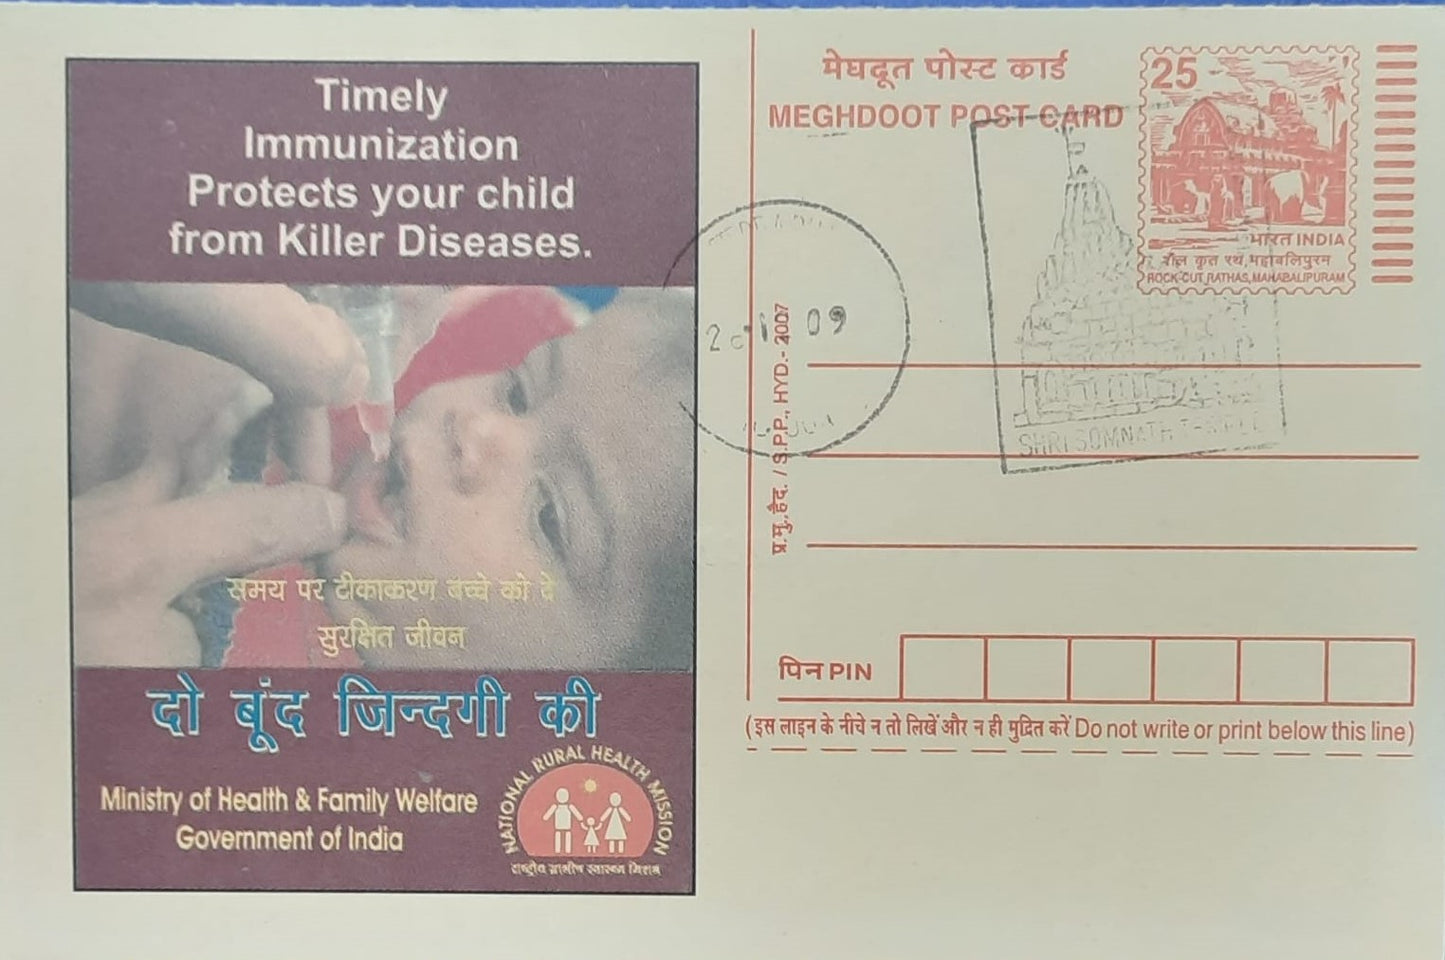 Timely
Immunization
Protects your child
from Killer Diseases.
समय पर टीकाकरण बच्चे को दे
सुरक्षित जीवन
दो बूंद जिन्दगी की
Ministry of Health & Family Welfare
Government of India
NATIONAL RURAL HEALTH MISSION
राष्ट्रीय ग्रामीण स्वास्थ्य मिशन
मेघदूत पोस्ट कार्ड
MEGHDOOT POST CARD
25
भारत INDIA
शैल कृत रथ, महाबलिपुरम
ROCK-CUT RATHAS, MAHABALIPURAM
09
SHRI SOMNATH TEMPLE
प्र.मु.,हैद. / S.P.P., HYD.- 2007
पिन PIN
(इस लाइन के नीचे न तो लिखें और न ही मुद्रित करें Do not write or print below this line)